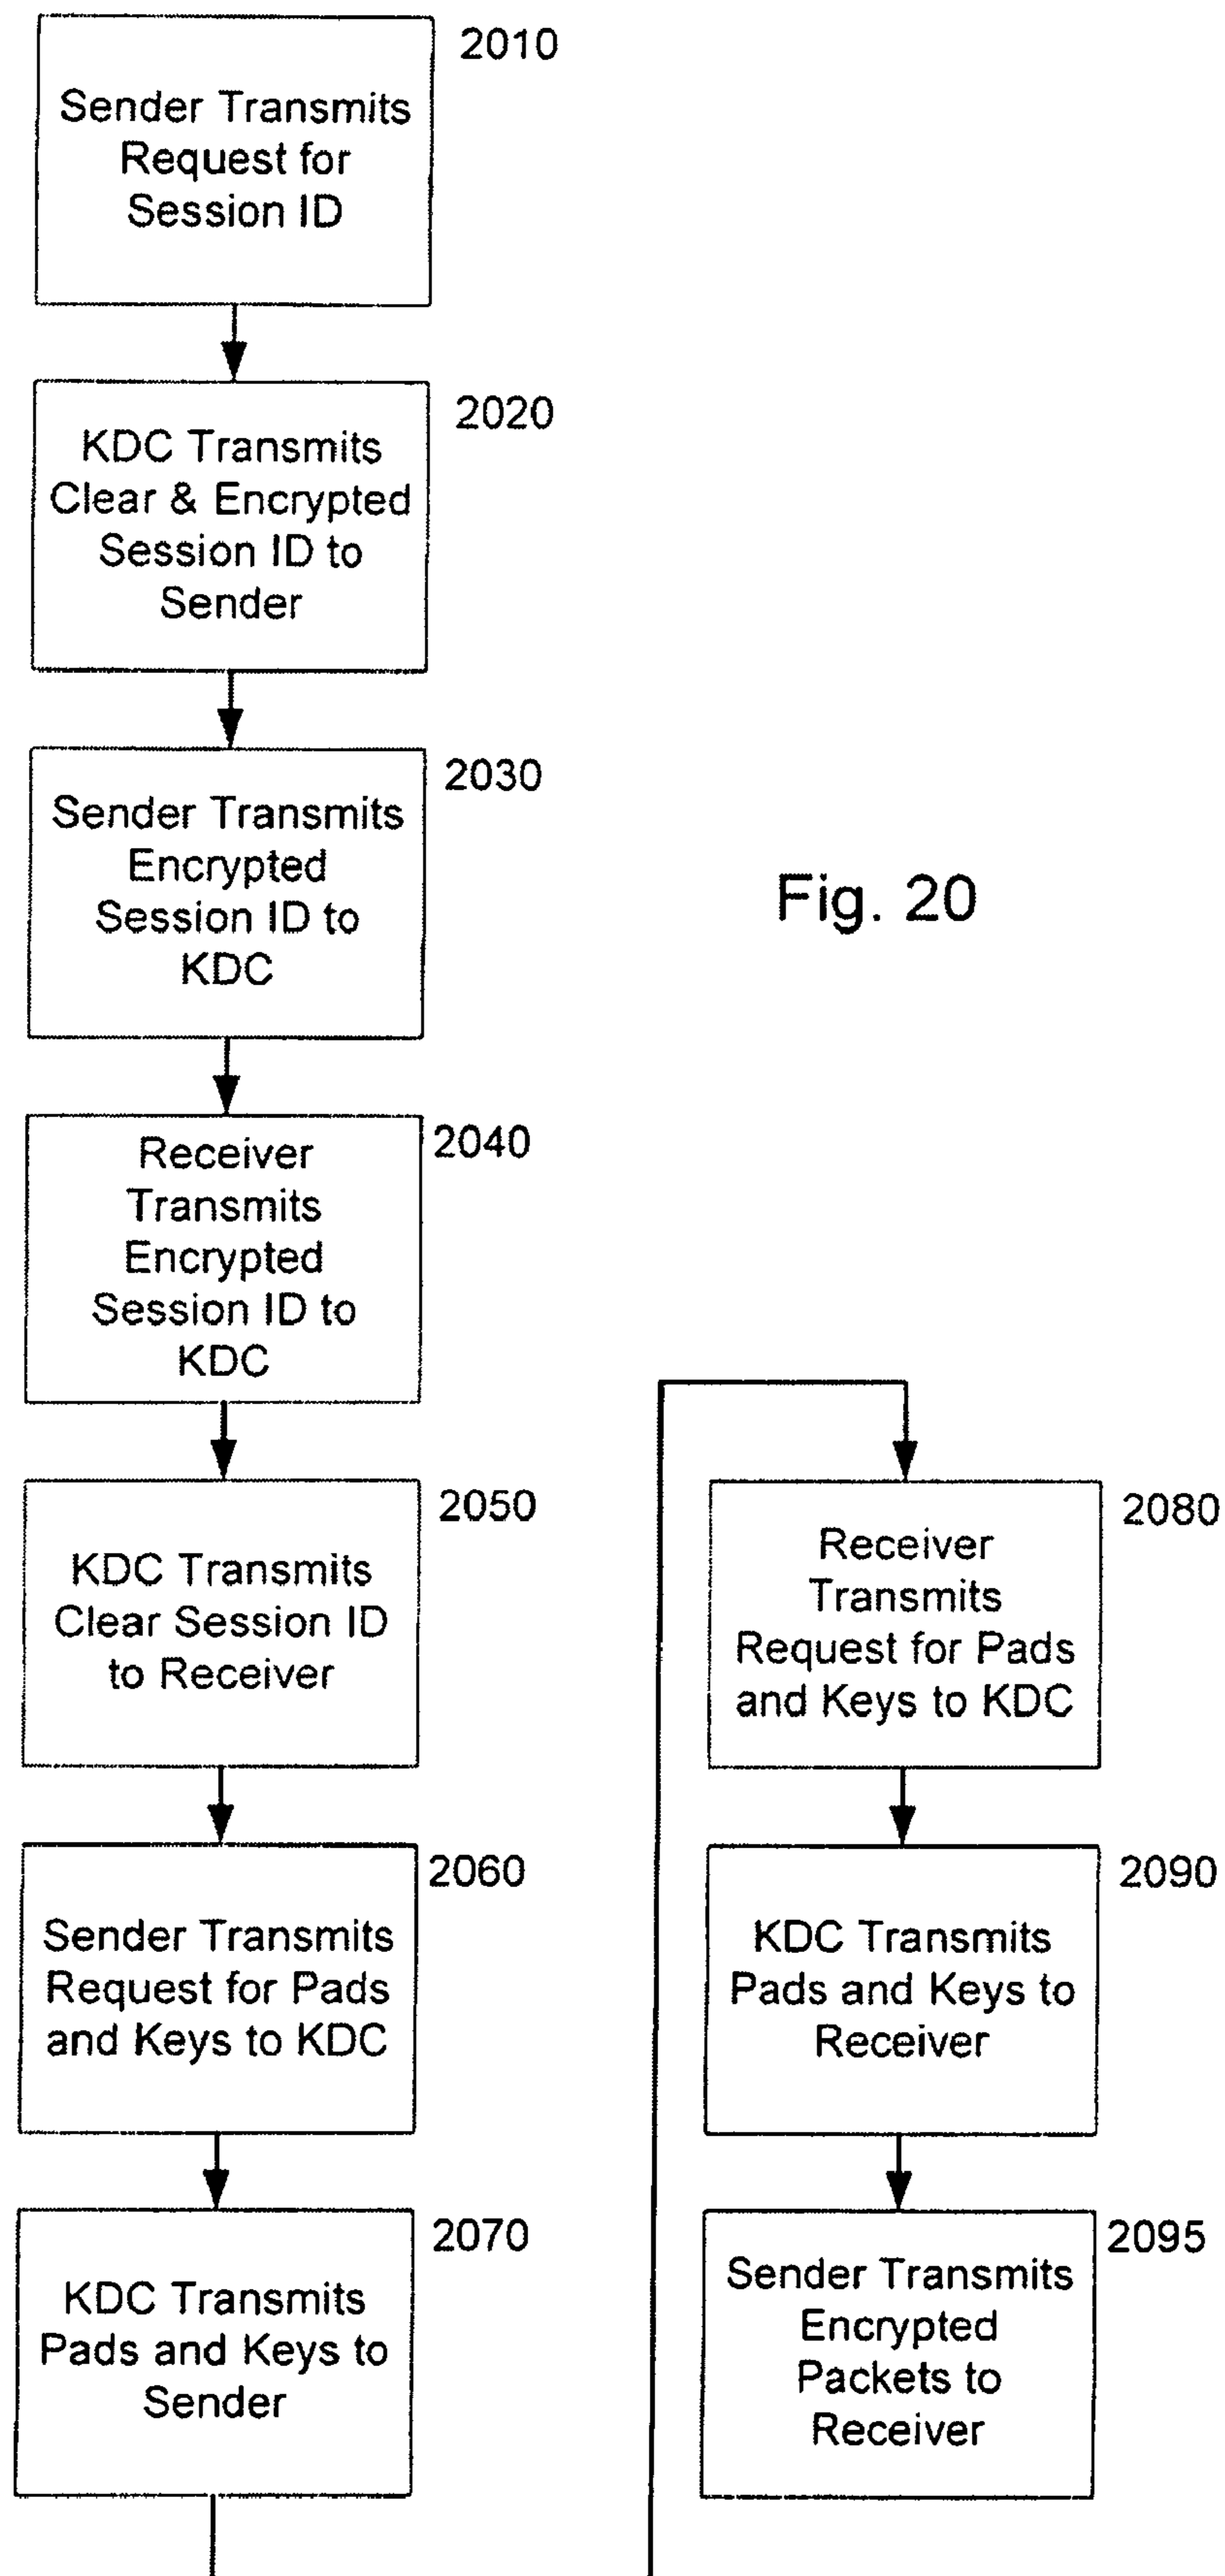 2010
Sender Transmits
Request for
Session ID
2020
KDC Transmits
Clear & Encrypted
Session ID to
Sender
2030
Sender Transmits
Encrypted
Session ID to
KDC
Fig. 20
2040
Receiver
Transmits
Encrypted
Session ID to
KDC
2050
KDC Transmits
Clear Session ID
to Receiver
2060
Sender Transmits
Request for Pads
and Keys to KDC
2070
KDC Transmits
Pads and Keys to
Sender
2080
Receiver
Transmits
Request for Pads
and Keys to KDC
2090
KDC Transmits
Pads and Keys to
Receiver
2095
Sender Transmits
Encrypted
Packets to
Receiver